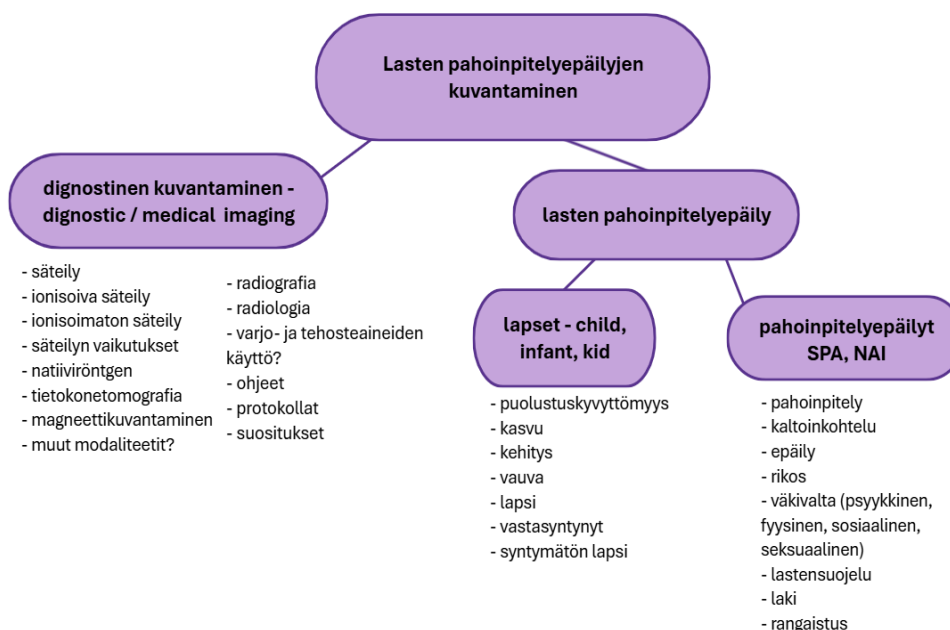 Lasten pahoinpitelyepäilyjen
kuvantaminen
dignostinen kuvantaminen -
dignostic / medical imaging
- säteily
- ionisoiva säteily
- ionisoimaton säteily
- säteilyn vaikutukset
- natiiviröntgen
- tietokonetomografia
- magneettikuvantaminen
- muut modaliteetit?
- radiografia
- radiologia
- varjo- ja tehosteaineiden
käyttö?
- ohjeet
- protokollat
- suositukset
lasten pahoinpitelyepäily
lapset - child,
infant, kid
- puolustuskyvyttömyys
- kasvu
- kehitys
- vauva
- lapsi
- vastasyntynyt
- syntymätön lapsi
pahoinpitelyepäilyt
SPA, NAI
- pahoinpitely
- kaltoinkohtelu
- epäily
- rikos
- väkivalta (psyykkinen,
fyysinen, sosiaalinen,
seksuaalinen)
- lastensuojelu
- laki
- rangaistus